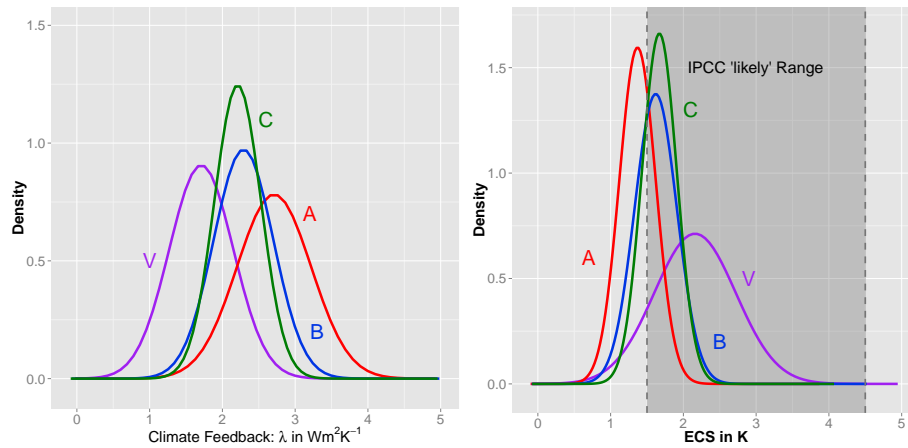 1.5
1.0
0.5
0.0
Density
C
A
V
B
0 1 2 3 4 5
Climate Feedback: λ in Wm²K⁻¹
1.5
1.0
0.5
0.0
Density
IPCC 'likely' Range
C
A
V
B
0 1 2 3 4 5
ECS in K